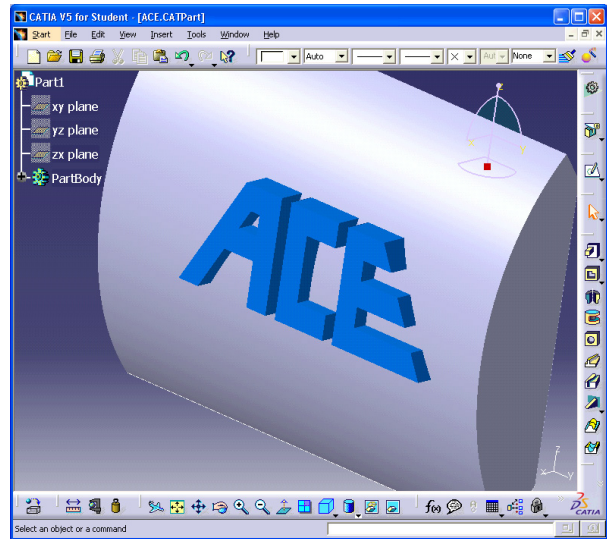 CATIA V5 for Student - [ACE.CATPart]
Start File Edit View Insert Tools Window Help
Auto Aut None
Part1
xy plane
yz plane
zx plane
PartBody
z
y
ACE
z
x y
f(x)
CATIA
Select an object or a command